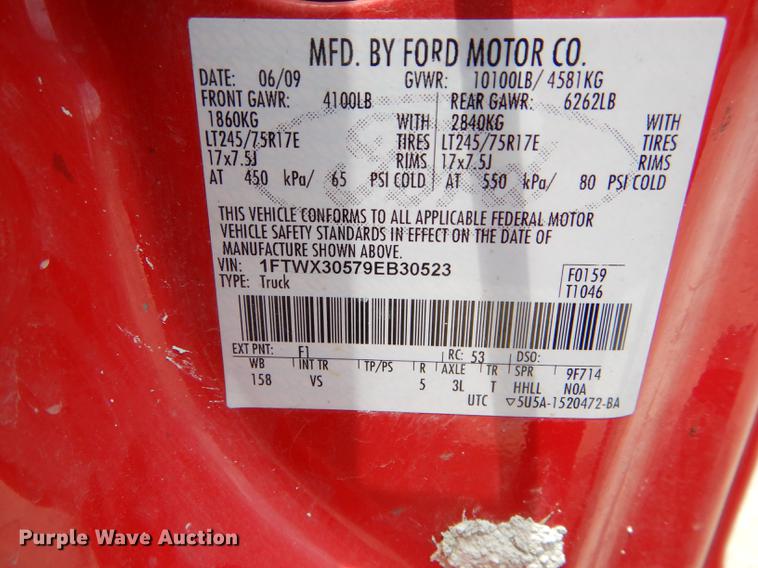 MFD. BY FORD MOTOR CO.
DATE: 06/09 GVWR: 10100LB/ 4581KG
FRONT GAWR: 4100LB REAR GAWR: 6262LB
1860KG WITH 2840KG WITH
LT245/75R17E TIRES LT245/75R17E TIRES
17x7.5J RIMS 17x7.5J RIMS
AT 450 kPa/ 65 PSI COLD AT 550 kPa/ 80 PSI COLD
THIS VEHICLE CONFORMS TO ALL APPLICABLE FEDERAL MOTOR
VEHICLE SAFETY STANDARDS IN EFFECT ON THE DATE OF
MANUFACTURE SHOWN ABOVE.
VIN: 1FTWX30579EB30523 F0159
TYPE: Truck T1046
EXT PNT: F1 RC: 53 DSO:
WB INT TR TP/PS R AXLE TR SPR 9F714
158 VS 5 3L T HHLL NOA
UTC ▽5U5A-1520472-BA
Purple Wave Auction